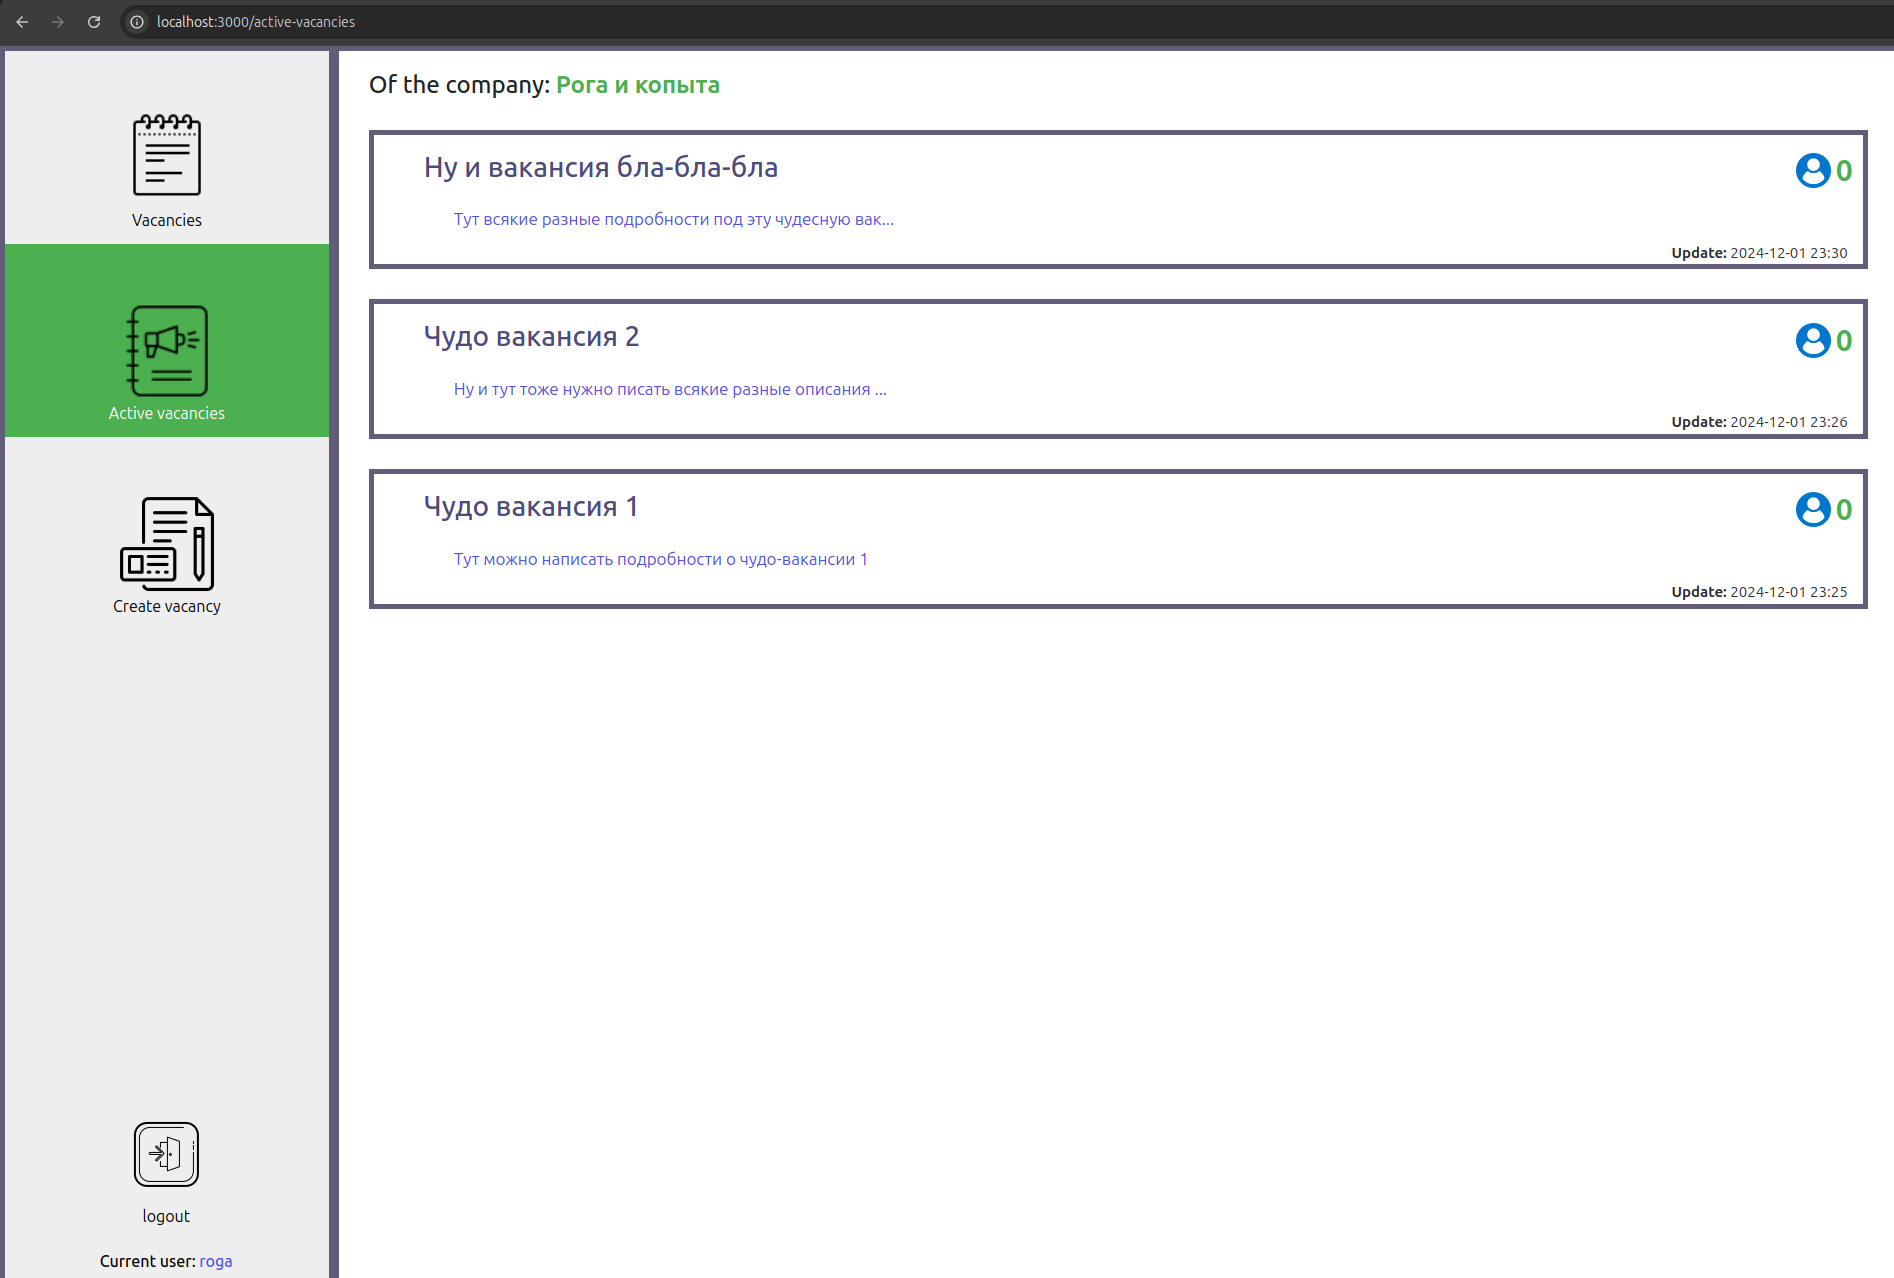 localhost:3000/active-vacancies
Vacancies
Active vacancies
Create vacancy
logout
Current user: roga
Of the company: Рога и копыта
Ну и вакансия бла-бла-бла
0
Тут всякие разные подробности под эту чудесную вак...
Update: 2024-12-01 23:30
Чудо вакансия 2
0
Ну и тут тоже нужно писать всякие разные описания ...
Update: 2024-12-01 23:26
Чудо вакансия 1
0
Тут можно написать подробности о чудо-вакансии 1
Update: 2024-12-01 23:25